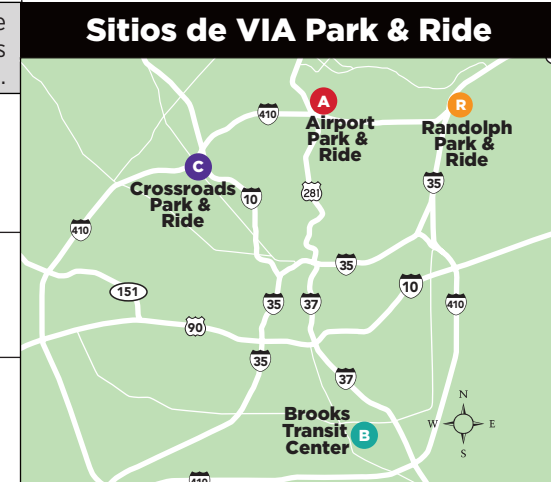 e
s
.
Sitios de VIA Park & Ride
A
Airport
Park &
Ride
R
Randolph
Park &
Ride
C
Crossroads
Park &
Ride
410
10
281
35
410
151
90
35
35
37
35
10
410
37
Brooks
Transit
Center
B
N
W
E
S
410